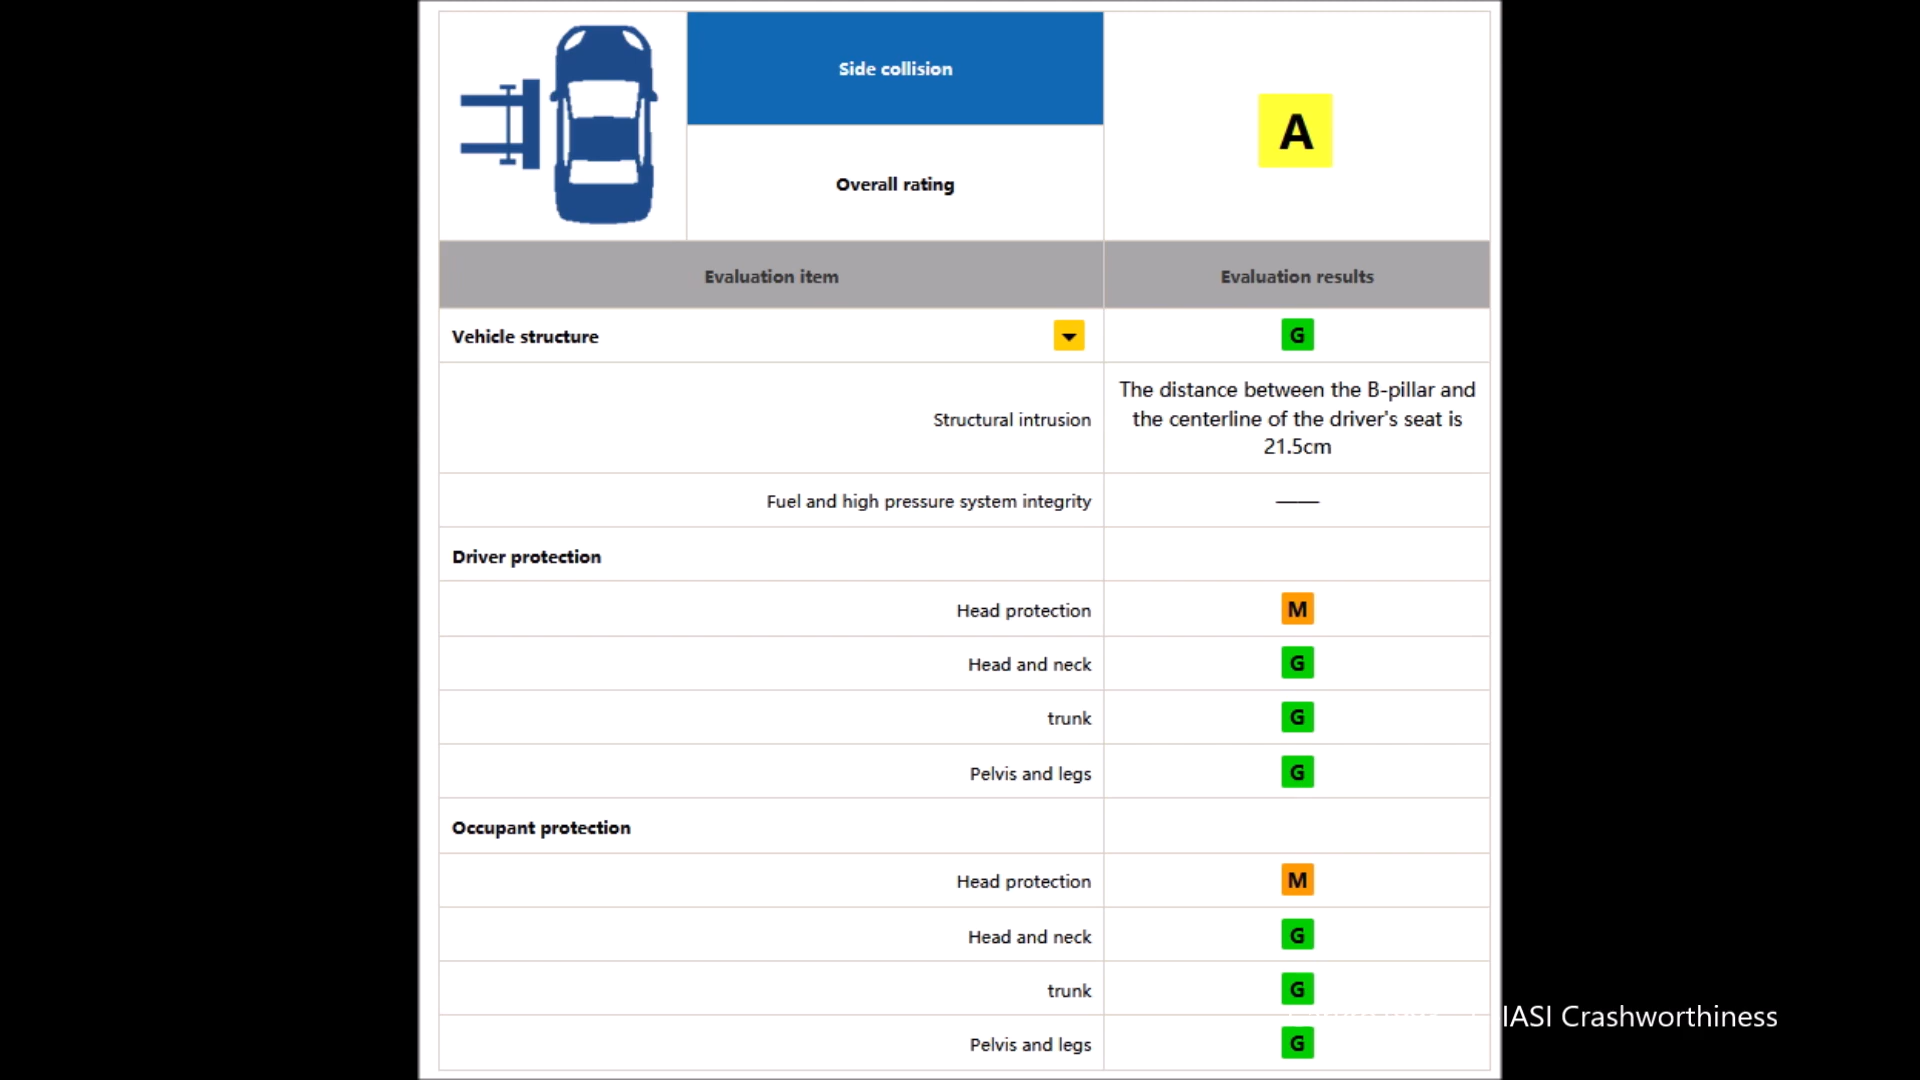 Side collision
A
Overall rating
Evaluation item
Evaluation results
Vehicle structure
G
Structural intrusion
The distance between the B-pillar and
the centerline of the driver's seat is
21.5cm
Fuel and high pressure system integrity
——
Driver protection
Head protection
M
Head and neck
G
trunk
G
Pelvis and legs
G
Occupant protection
Head protection
M
Head and neck
G
trunk
G
IASI Crashworthiness
Pelvis and legs
G